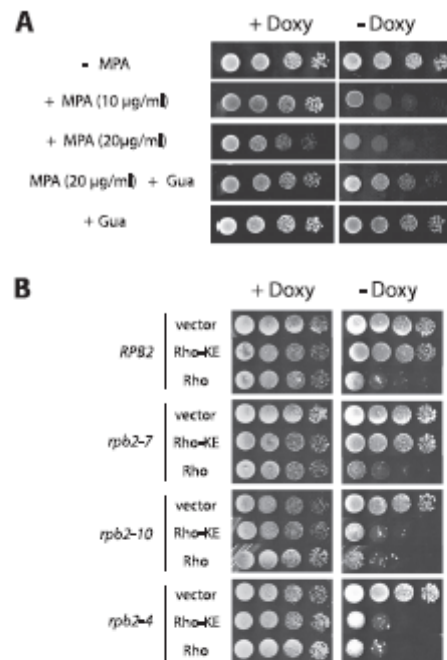 A
+ Doxy - Doxy
- MPA
+ MPA (10 µg/ml)
+ MPA (20µg/ml)
MPA (20 µg/ml) + Gua
+ Gua
B
+ Doxy - Doxy
RPB2
vector
Rho-KE
Rho
rpb2-7
vector
Rho-KE
Rho
rpb2-10
vector
Rho-KE
Rho
rpb2-4
vector
Rho-KE
Rho